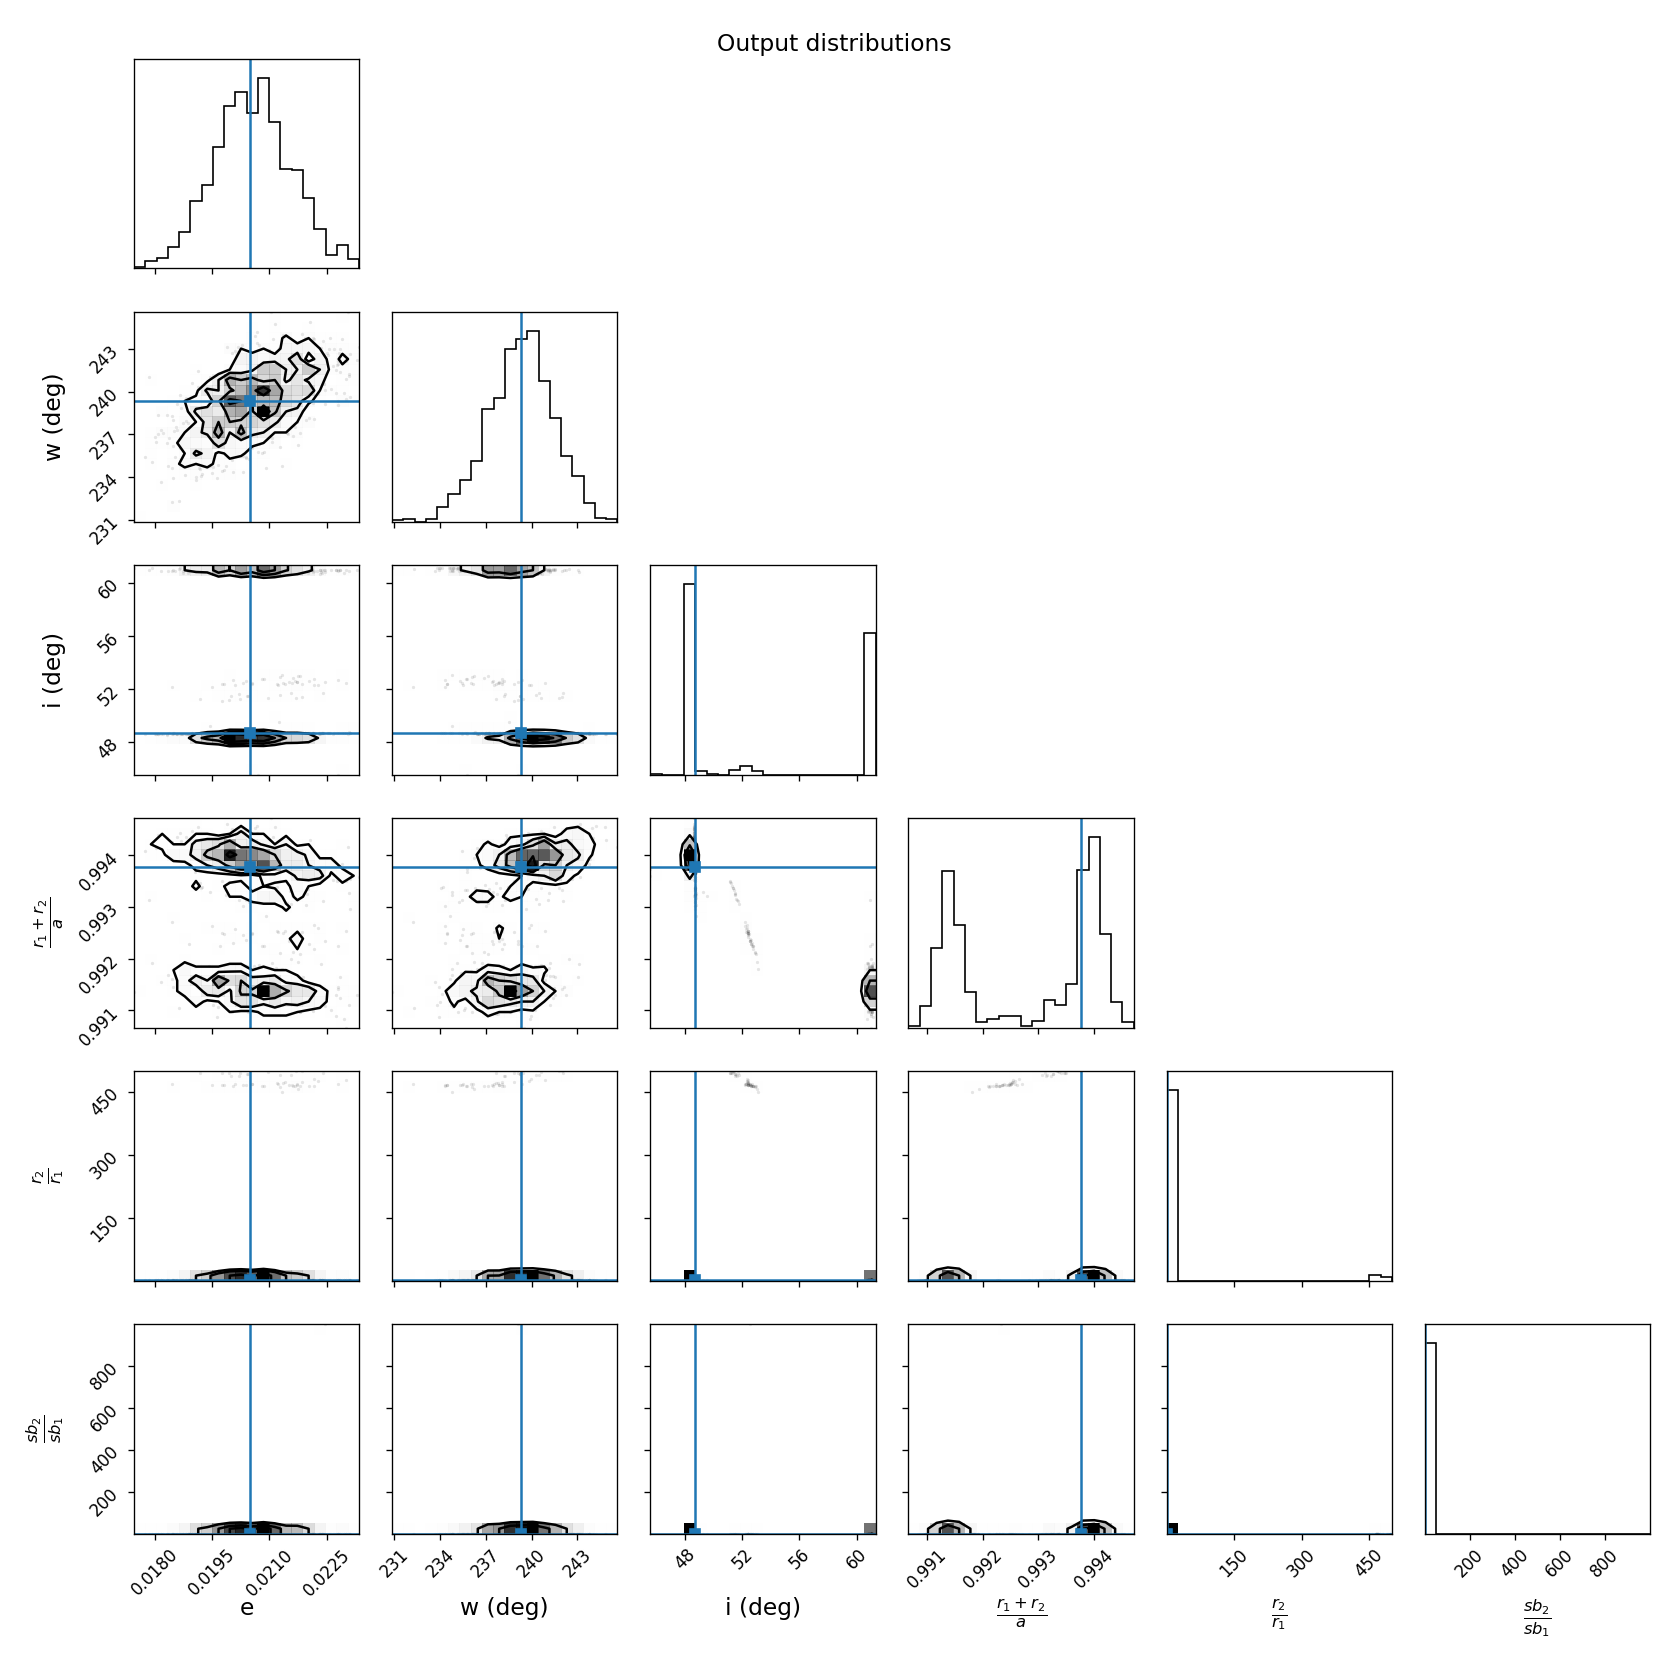 Output distributions
w (deg)
243
240
237
234
231
i (deg)
60
56
52
48
r₁ + r₂
a
0.994
0.993
0.992
0.991
r₂
r₁
450
300
150
sb₂
sb₁
800
600
400
200
0.0180 0.0195 0.0210 0.0225
231 234 237 240 243
48 52 56 60
0.991 0.992 0.993 0.994
150 300 450
200 400 600 800
e
w (deg)
i (deg)
r₁ + r₂
a
r₂
r₁
sb₂
sb₁